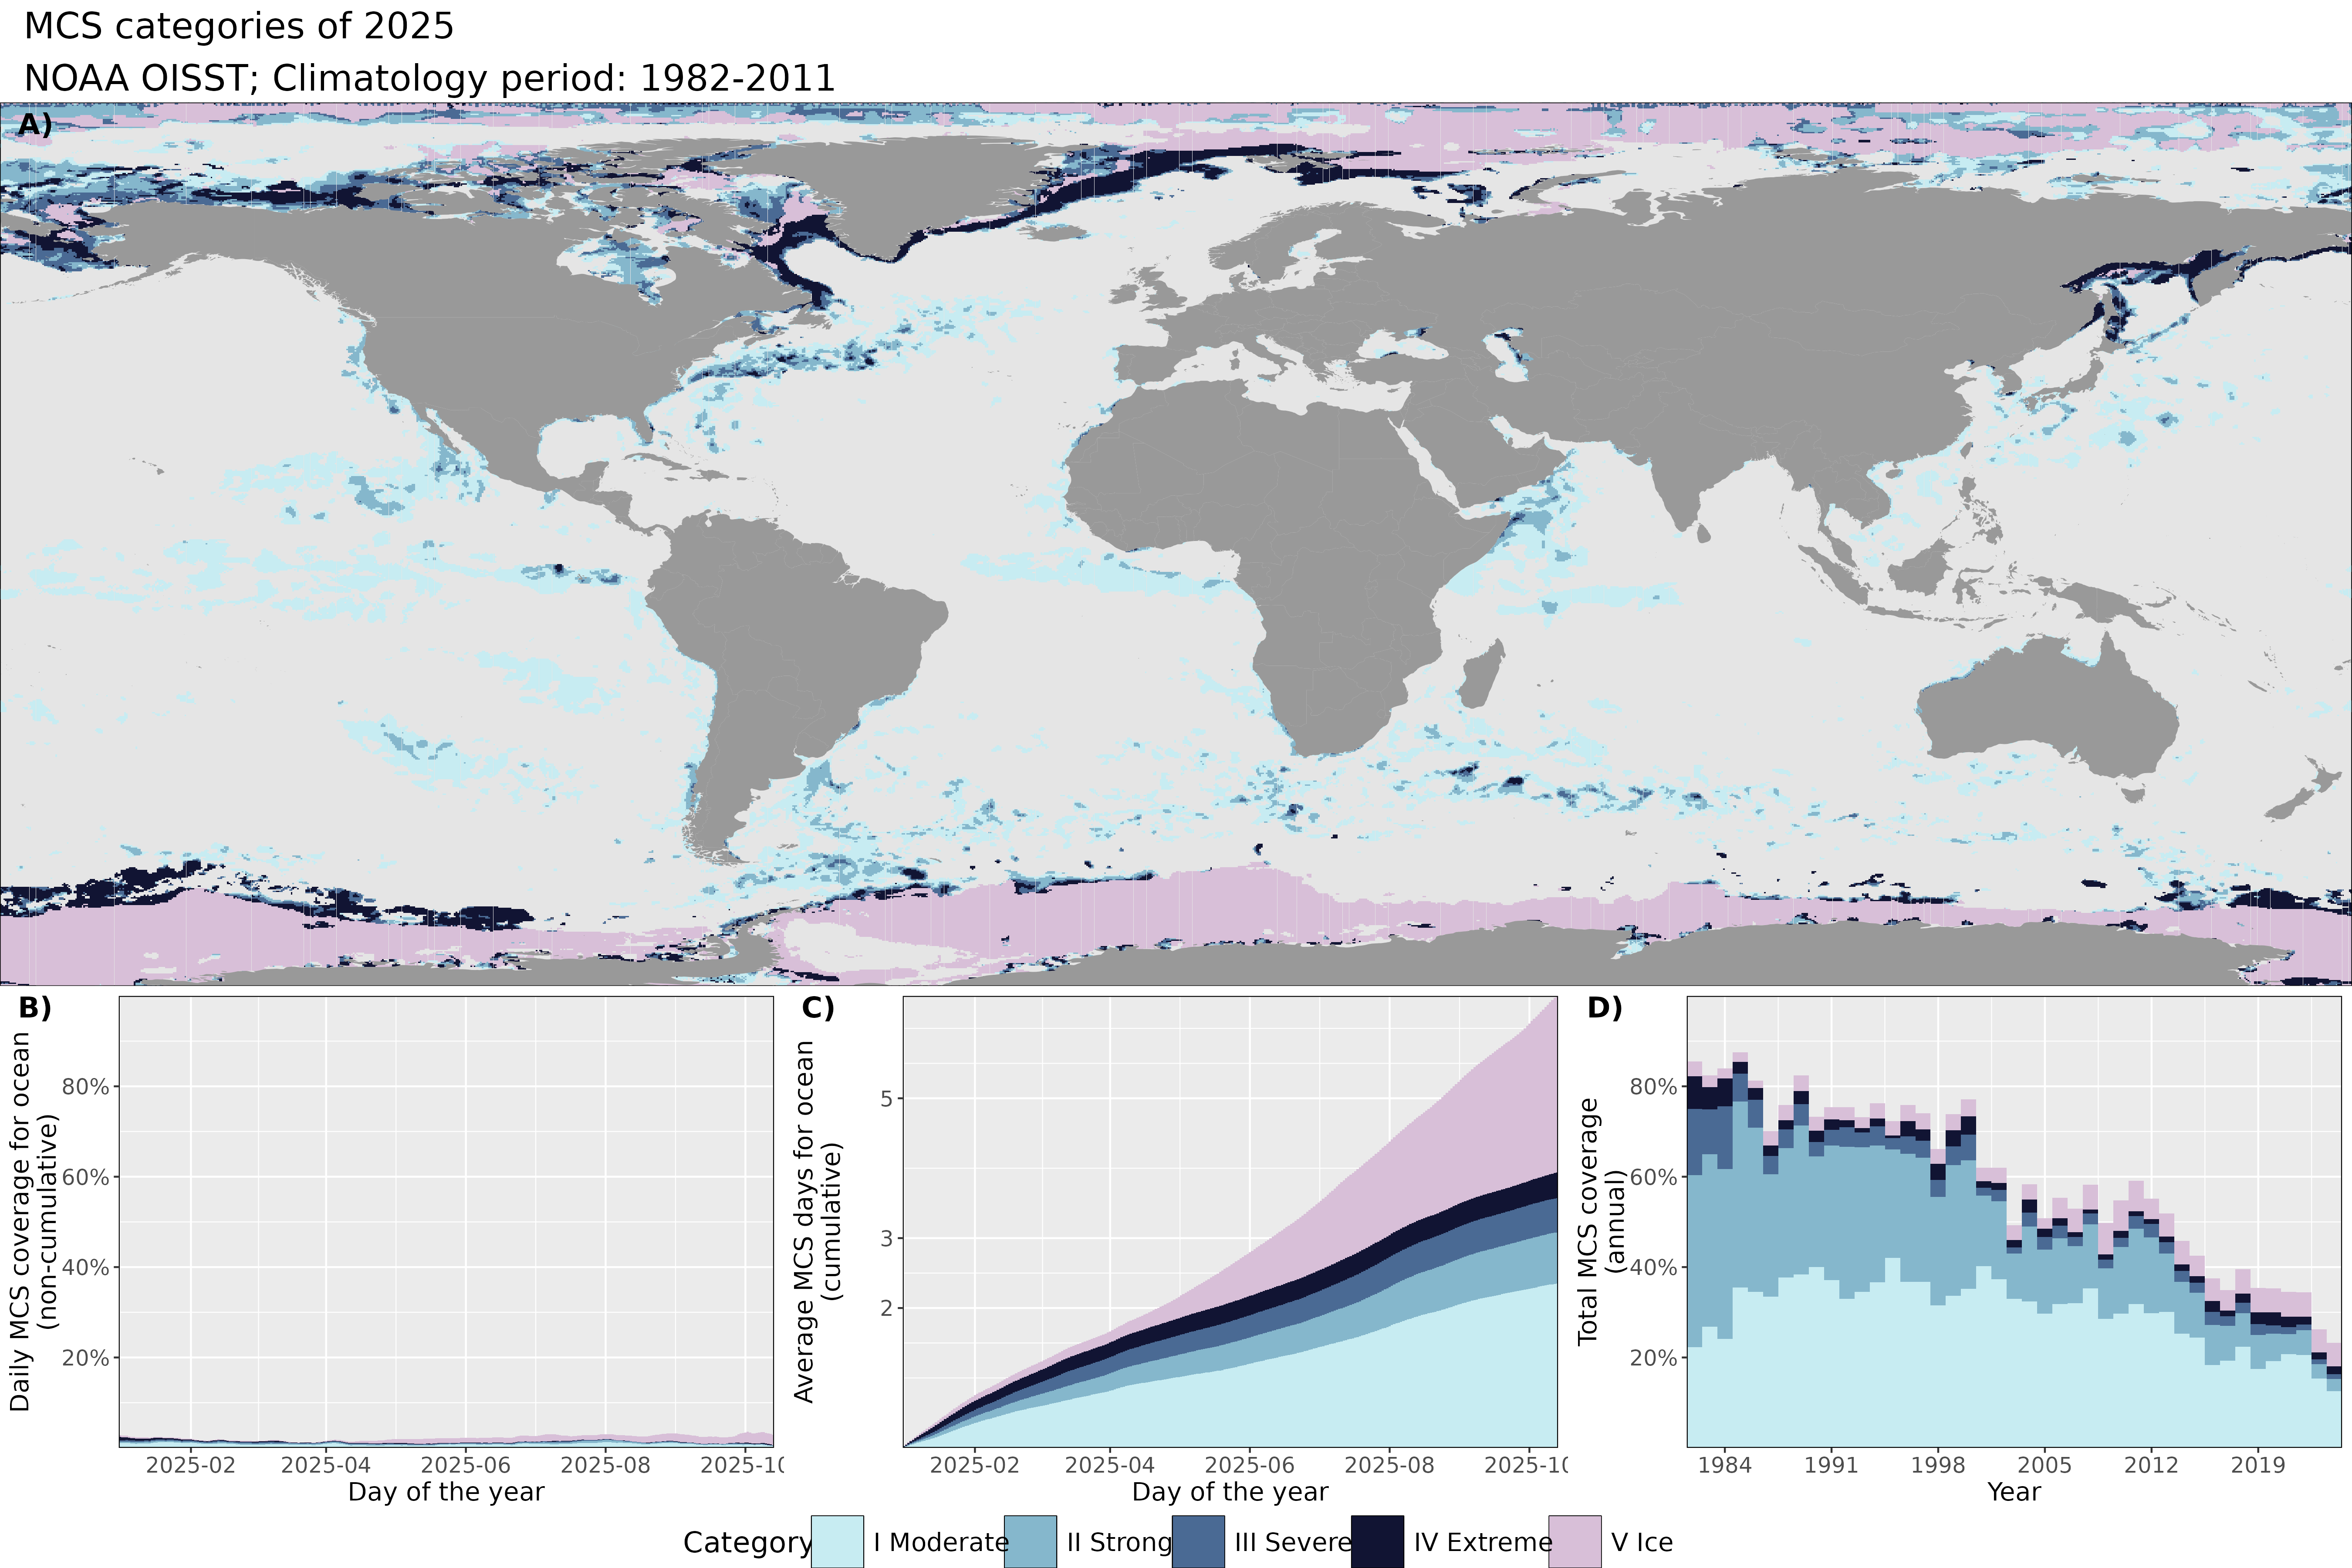 MCS categories of 2025
NOAA OISST; Climatology period: 1982-2011
A)
B)
Daily MCS coverage for ocean
(non-cumulative)
80%
60%
40%
20%
2025-02 2025-04 2025-06 2025-08 2025-10
Day of the year
C)
Average MCS days for ocean
(cumulative)
5
3
2
2025-02 2025-04 2025-06 2025-08 2025-10
Day of the year
D)
Total MCS coverage
(annual)
80%
60%
40%
20%
1984 1991 1998 2005 2012 2019
Year
Category I Moderate II Strong III Severe IV Extreme V Ice